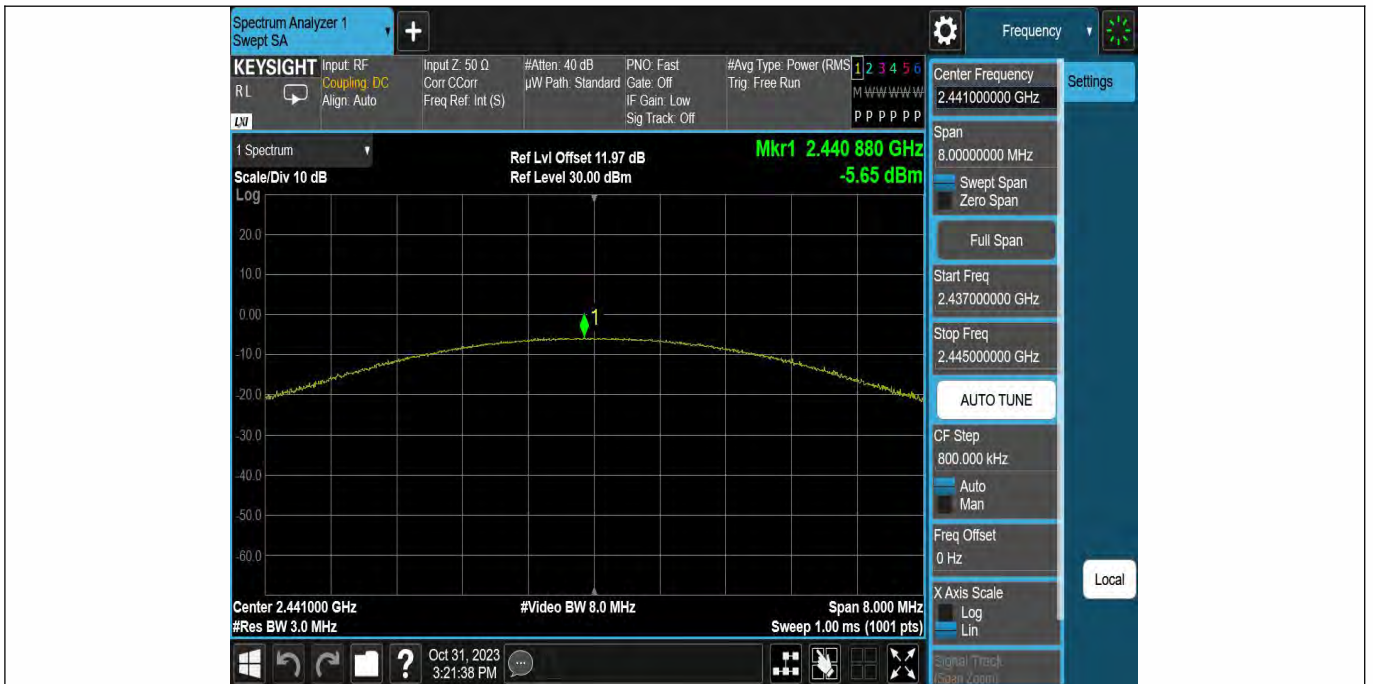 Spectrum Analyzer 1
Swept SA
+
Frequency
KEYSIGHT
RL
LXI
Input: RF
Coupling: DC
Align: Auto
Input Z: 50 Ω
Corr CCorr
Freq Ref: Int (S)
#Atten: 40 dB
µW Path: Standard
PNO: Fast
Gate: Off
IF Gain: Low
Sig Track: Off
#Avg Type: Power (RMS
Trig: Free Run
1 2 3 4 5 6
M W W W W W
P P P P P P
1 Spectrum
Scale/Div 10 dB
Log
Ref Lvl Offset 11.97 dB
Ref Level 30.00 dBm
Mkr1 2.440 880 GHz
-5.65 dBm
20.0
10.0
0.00
-10.0
-20.0
-30.0
-40.0
-50.0
-60.0
1
Center 2.441000 GHz
#Res BW 3.0 MHz
#Video BW 8.0 MHz
Span 8.000 MHz
Sweep 1.00 ms (1001 pts)
Oct 31, 2023
3:21:38 PM
Center Frequency
2.441000000 GHz
Settings
Span
8.00000000 MHz
Swept Span
Zero Span
Full Span
Start Freq
2.437000000 GHz
Stop Freq
2.445000000 GHz
AUTO TUNE
CF Step
800.000 kHz
Auto
Man
Freq Offset
0 Hz
X Axis Scale
Log
Lin
Local
Signal Track
(Span Zoom)